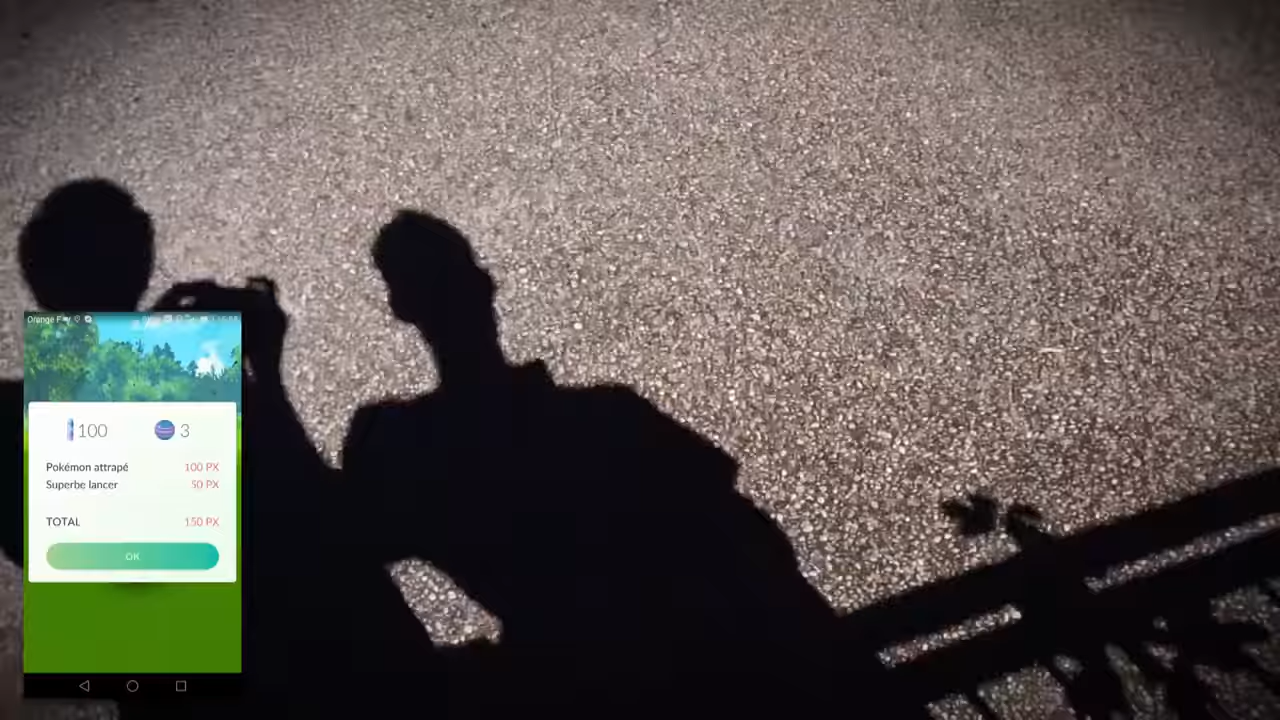 Orange F
100 3
Pokémon attrapé 100 PX
Superbe lancer 50 PX
TOTAL 150 PX
OK